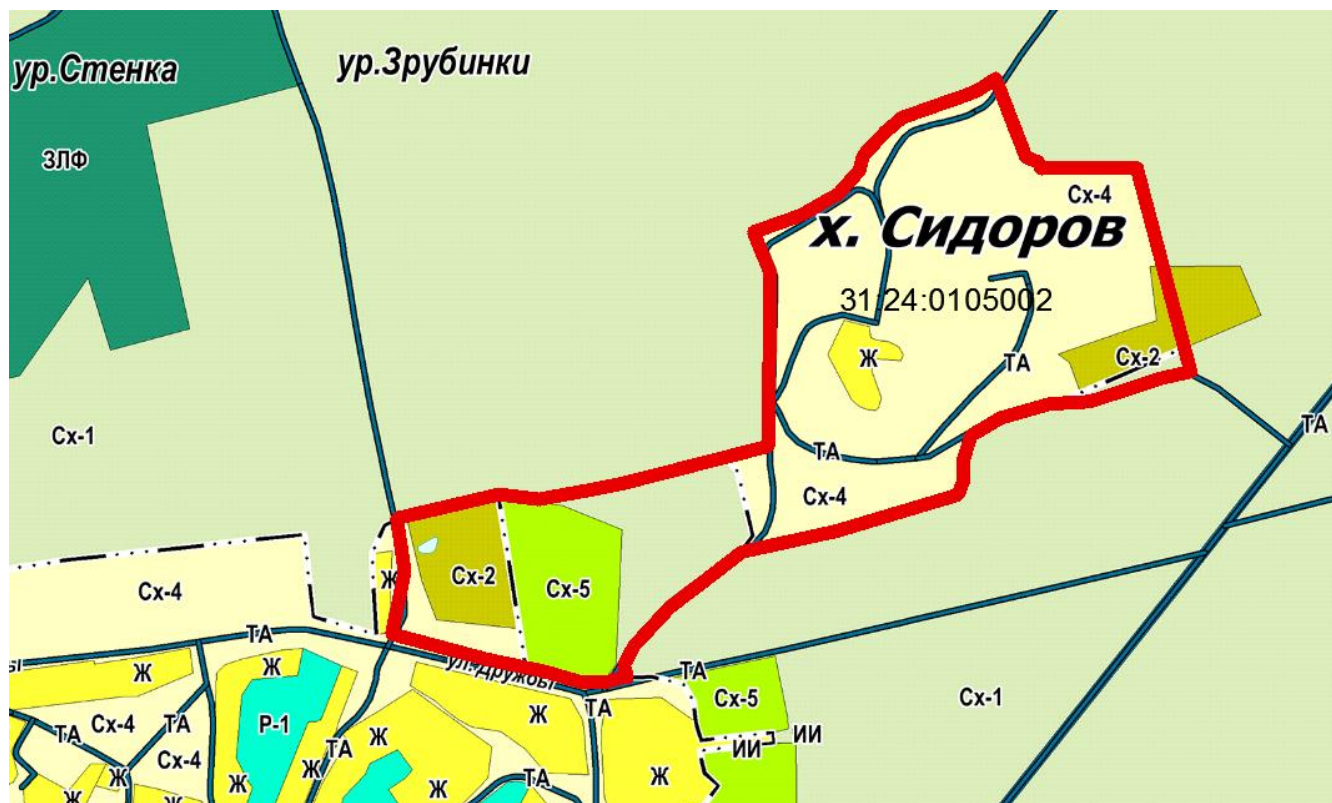 ур.Стенка
ур.Зрубинки
ЗЛФ
Сх-4
х. Сидоров
31:24:0105002
Ж
ТА
Сх-2
ТА
Сх-1
ТА
Сх-4
Ж
Сх-2
Сх-5
Сх-4
ТА
ы
ул.Дружбы
ТА
Ж
Ж
Сх-5
Сх-1
ТА
Ж
Р-1
Сх-4
ТА
ТА
ТА
Ж
ИИ
ИИ
Сх-4
Ж
Ж
Ж
Ж
ТА
Ж
Ж
Ж